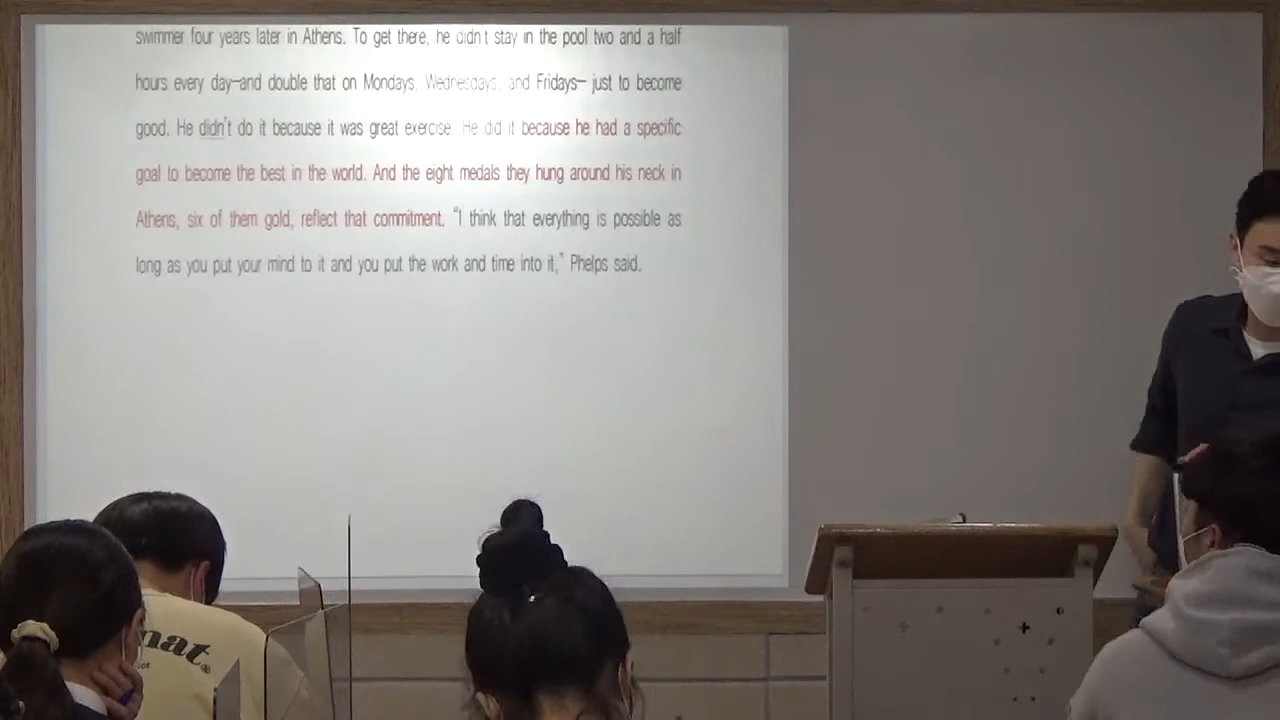 swimmer four years later in Athens. To get there, he didn't stay in the pool two and a half
hours every day—and double that on Mondays, Wednesdays, and Fridays— just to become
good. He didn't do it because it was great exercise. He did it because he had a specific
goal to become the best in the world. And the eight medals they hung around his neck in
Athens, six of them gold, reflect that commitment. “I think that everything is possible as
long as you put your mind to it and you put the work and time into it,” Phelps said.